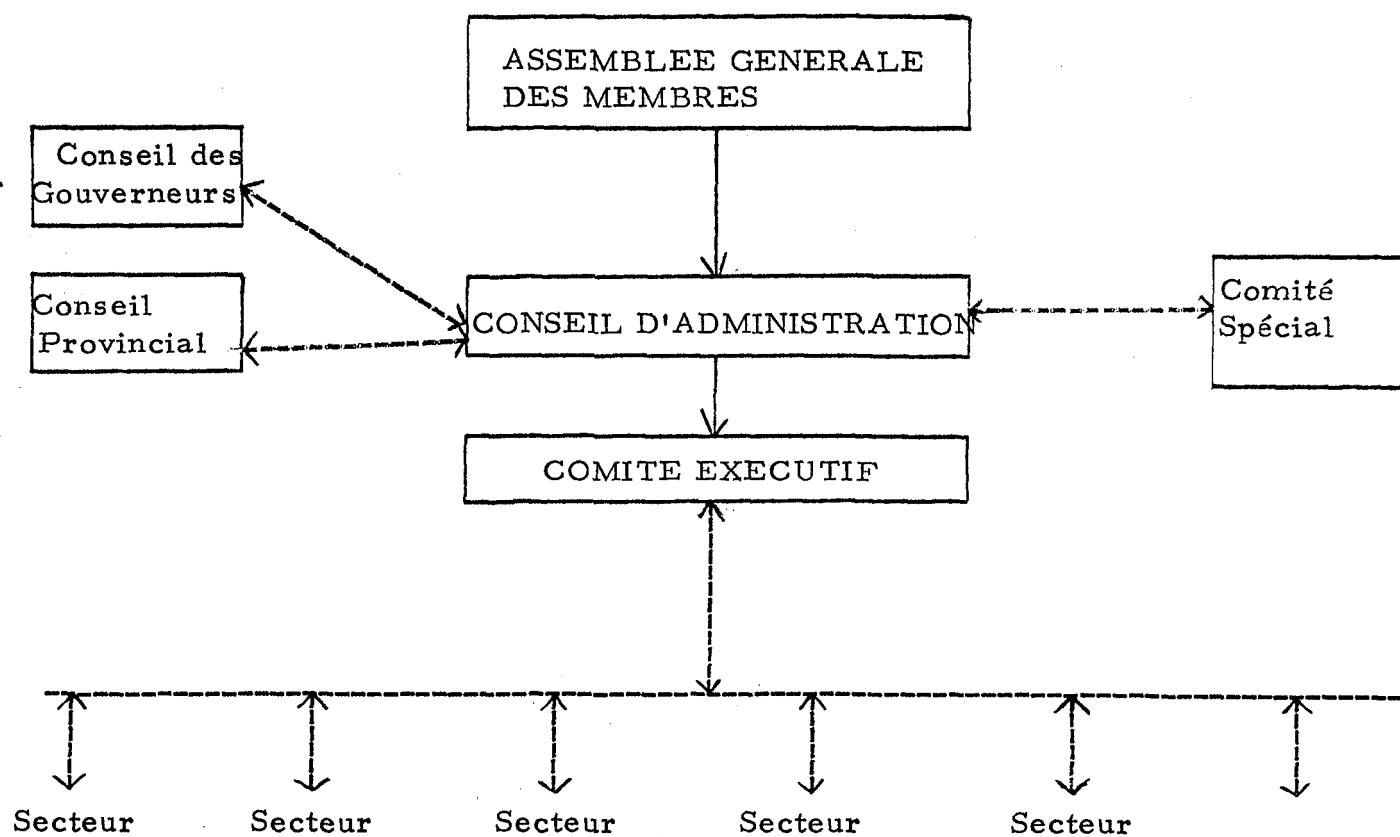 ASSEMBLEE GENERALE
DES MEMBRES
Conseil des
Gouverneurs
Conseil
Provincial
CONSEIL D'ADMINISTRATION
Comité
Spécial
COMITE EXECUTIF
Secteur Secteur Secteur Secteur Secteur